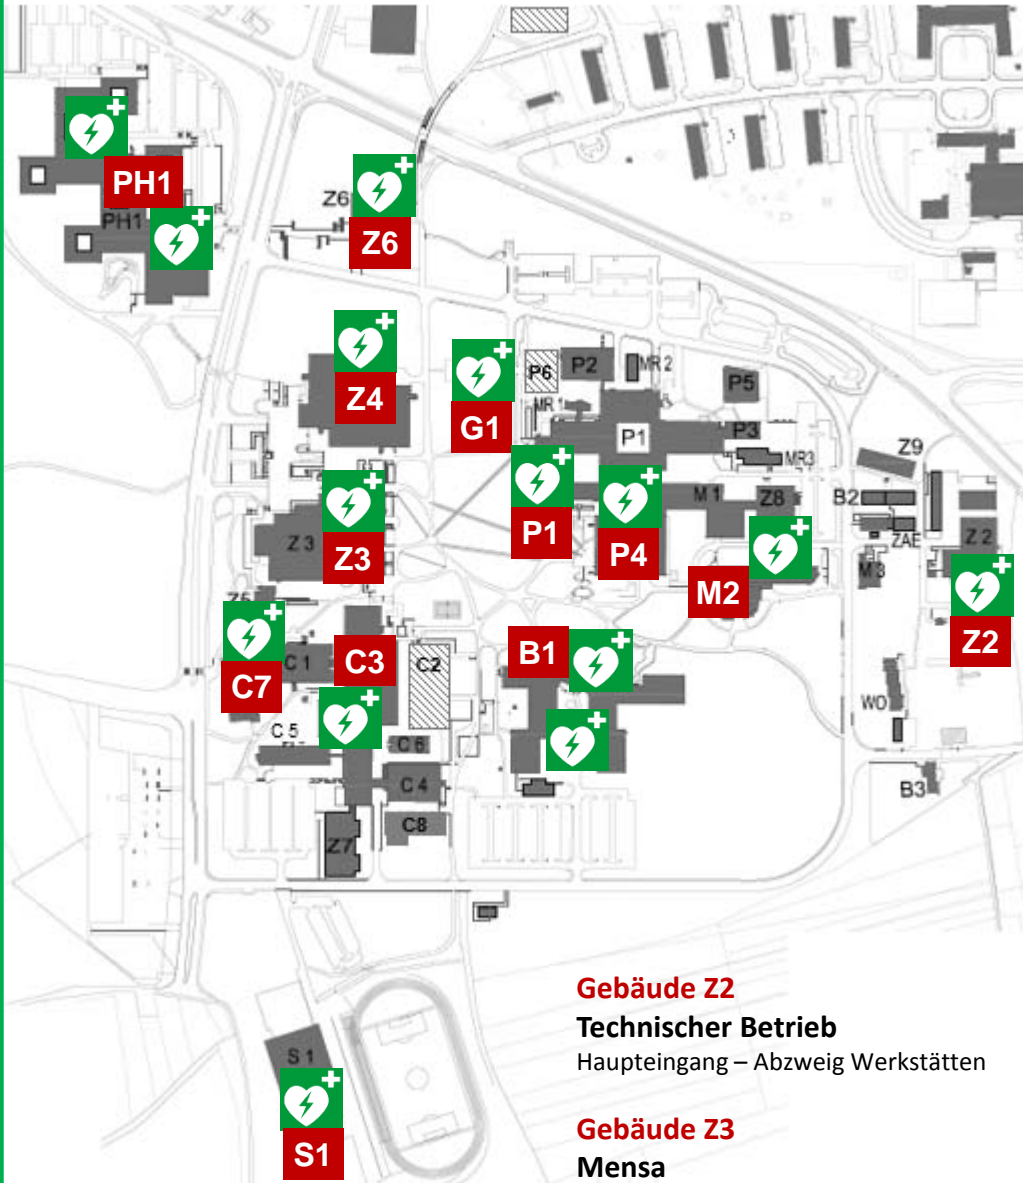 PH1
PH1
Z6
Z6
Z4
G1
P6
P2
MR 2
P5
MR 1
P1
P3
MR3
Z9
Z3
Z 3
P1
P4
M 1
Z8
B2
ZAE
Z 2
M2
M 3
Z2
Z5
C7
C 1
C3
C2
B1
WO
C 5
C 6
C 4
B3
C8
Z7
Gebäude Z2
Technischer Betrieb
Haupteingang – Abzweig Werkstätten
S 1
S1
Gebäude Z3
Mensa